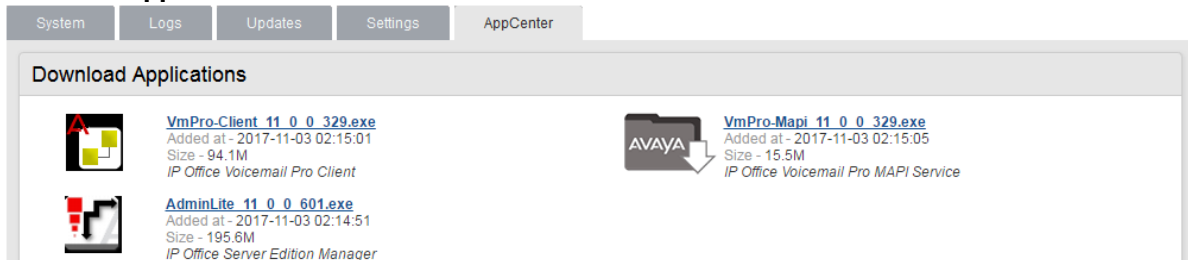 System Logs Updates Settings AppCenter
Download Applications
VmPro-Client_11_0_0_329.exe
Added at - 2017-11-03 02:15:01
Size - 94.1M
IP Office Voicemail Pro Client
AVAYA
VmPro-Mapi_11_0_0_329.exe
Added at - 2017-11-03 02:15:05
Size - 15.5M
IP Office Voicemail Pro MAPI Service
AdminLite_11_0_0_601.exe
Added at - 2017-11-03 02:14:51
Size - 195.6M
IP Office Server Edition Manager